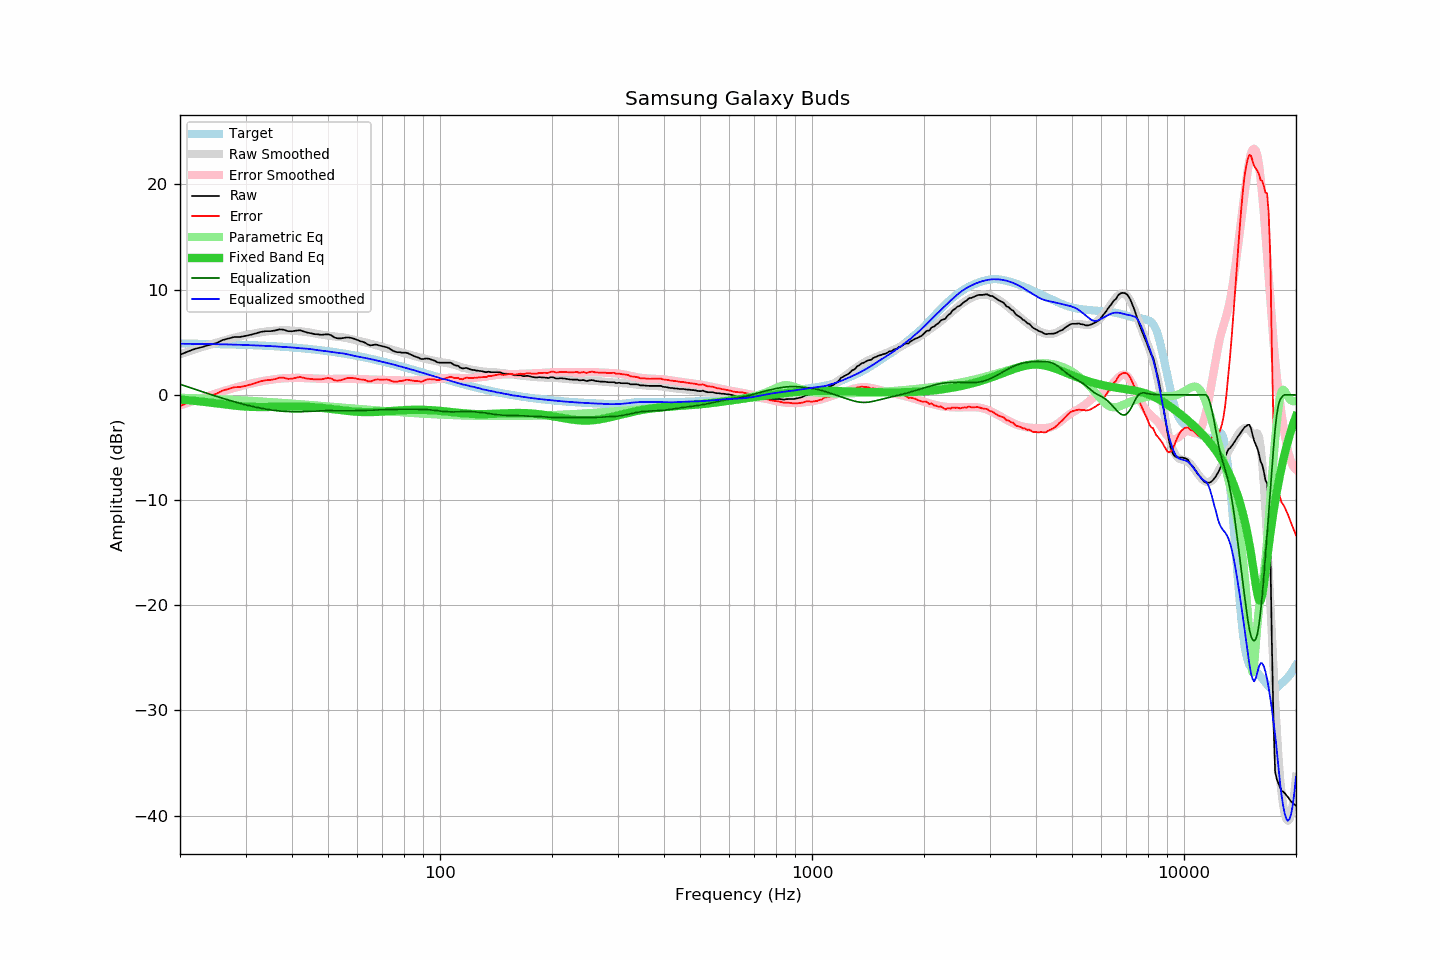 Samsung Galaxy Buds
Target
Raw Smoothed
Error Smoothed
Raw
Error
Parametric Eq
Fixed Band Eq
Equalization
Equalized smoothed
20
10
0
−10
−20
−30
−40
Amplitude (dBr)
100
1000
10000
Frequency (Hz)